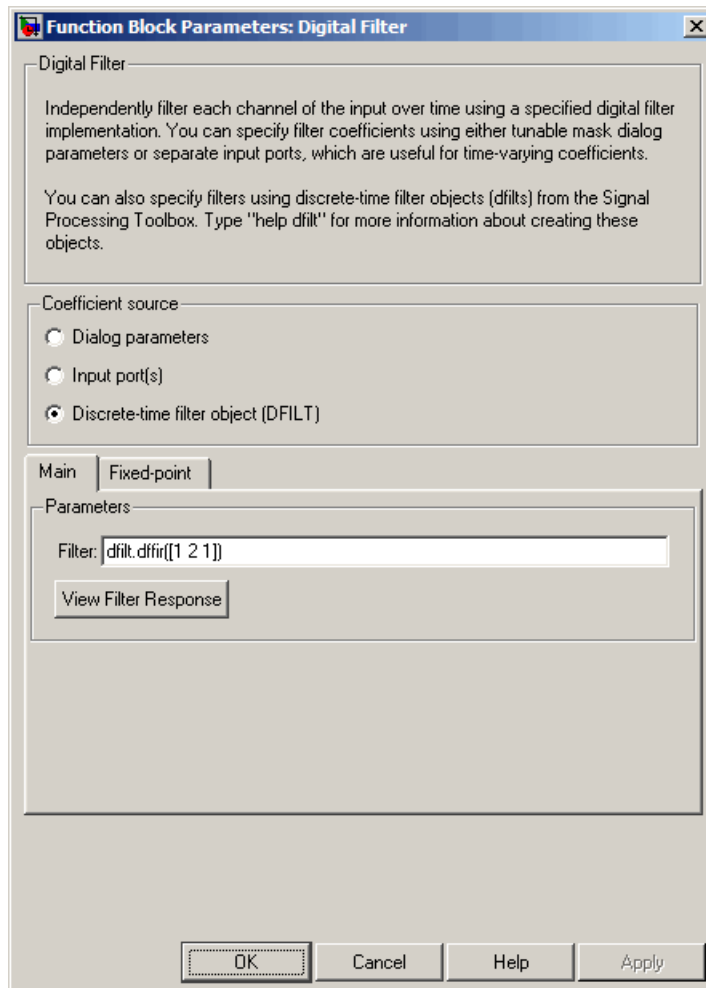 Function Block Parameters: Digital Filter
Digital Filter
Independently filter each channel of the input over time using a specified digital filter
implementation. You can specify filter coefficients using either tunable mask dialog
parameters or separate input ports, which are useful for time-varying coefficients.
You can also specify filters using discrete-time filter objects (dfilts) from the Signal
Processing Toolbox. Type "help dfilt" for more information about creating these
objects.
Coefficient source
Dialog parameters
Input port(s)
Discrete-time filter object (DFILT)
Main Fixed-point
Parameters
Filter: dfilt.dffir([1 2 1])
View Filter Response
OK Cancel Help Apply